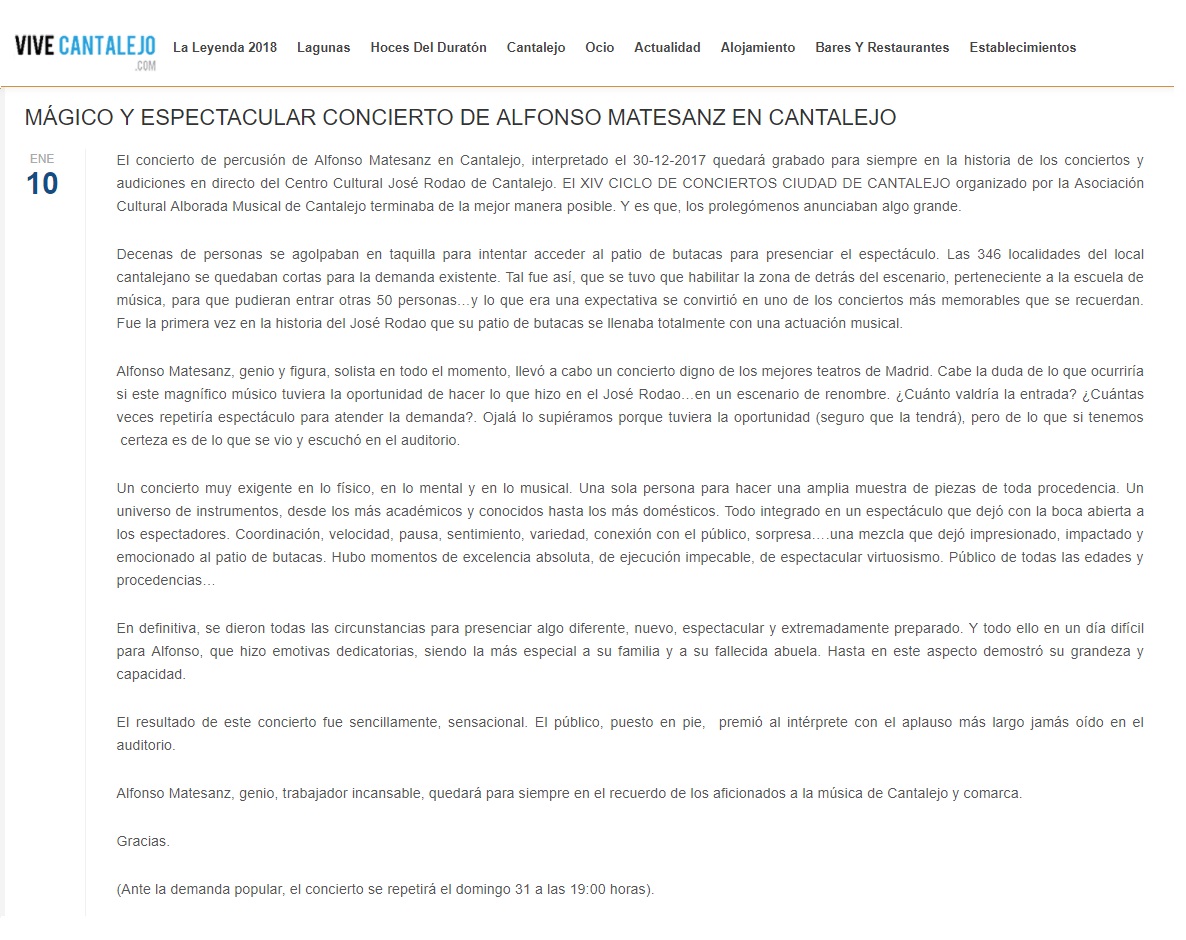 VIVE CANTALEJO
.COM
La Leyenda 2018 Lagunas Hoces Del Duratón Cantalejo Ocio Actualidad Alojamiento Bares Y Restaurantes Establecimientos
MÁGICO Y ESPECTACULAR CONCIERTO DE ALFONSO MATESANZ EN CANTALEJO
ENE
10
El concierto de percusión de Alfonso Matesanz en Cantalejo, interpretado el 30-12-2017 quedará grabado para siempre en la historia de los conciertos y
audiciones en directo del Centro Cultural José Rodao de Cantalejo. El XIV CICLO DE CONCIERTOS CIUDAD DE CANTALEJO organizado por la Asociación
Cultural Alborada Musical de Cantalejo terminaba de la mejor manera posible. Y es que, los prolegómenos anunciaban algo grande.
Decenas de personas se agolpaban en taquilla para intentar acceder al patio de butacas para presenciar el espectáculo. Las 346 localidades del local
cantalejano se quedaban cortas para la demanda existente. Tal fue así, que se tuvo que habilitar la zona de detrás del escenario, perteneciente a la escuela de
música, para que pudieran entrar otras 50 personas…y lo que era una expectativa se convirtió en uno de los conciertos más memorables que se recuerdan.
Fue la primera vez en la historia del José Rodao que su patio de butacas se llenaba totalmente con una actuación musical.
Alfonso Matesanz, genio y figura, solista en todo el momento, llevó a cabo un concierto digno de los mejores teatros de Madrid. Cabe la duda de lo que ocurriría
si este magnífico músico tuviera la oportunidad de hacer lo que hizo en el José Rodao…en un escenario de renombre. ¿Cuánto valdría la entrada? ¿Cuántas
veces repetiría espectáculo para atender la demanda?. Ojalá lo supiéramos porque tuviera la oportunidad (seguro que la tendrá), pero de lo que si tenemos
certeza es de lo que se vio y escuchó en el auditorio.
Un concierto muy exigente en lo físico, en lo mental y en lo musical. Una sola persona para hacer una amplia muestra de piezas de toda procedencia. Un
universo de instrumentos, desde los más académicos y conocidos hasta los más domésticos. Todo integrado en un espectáculo que dejó con la boca abierta a
los espectadores. Coordinación, velocidad, pausa, sentimiento, variedad, conexión con el público, sorpresa….una mezcla que dejó impresionado, impactado y
emocionado al patio de butacas. Hubo momentos de excelencia absoluta, de ejecución impecable, de espectacular virtuosismo. Público de todas las edades y
procedencias…
En definitiva, se dieron todas las circunstancias para presenciar algo diferente, nuevo, espectacular y extremadamente preparado. Y todo ello en un día difícil
para Alfonso, que hizo emotivas dedicatorias, siendo la más especial a su familia y a su fallecida abuela. Hasta en este aspecto demostró su grandeza y
capacidad.
El resultado de este concierto fue sencillamente, sensacional. El público, puesto en pie, premió al intérprete con el aplauso más largo jamás oído en el
auditorio.
Alfonso Matesanz, genio, trabajador incansable, quedará para siempre en el recuerdo de los aficionados a la música de Cantalejo y comarca.
Gracias.
(Ante la demanda popular, el concierto se repetirá el domingo 31 a las 19:00 horas).